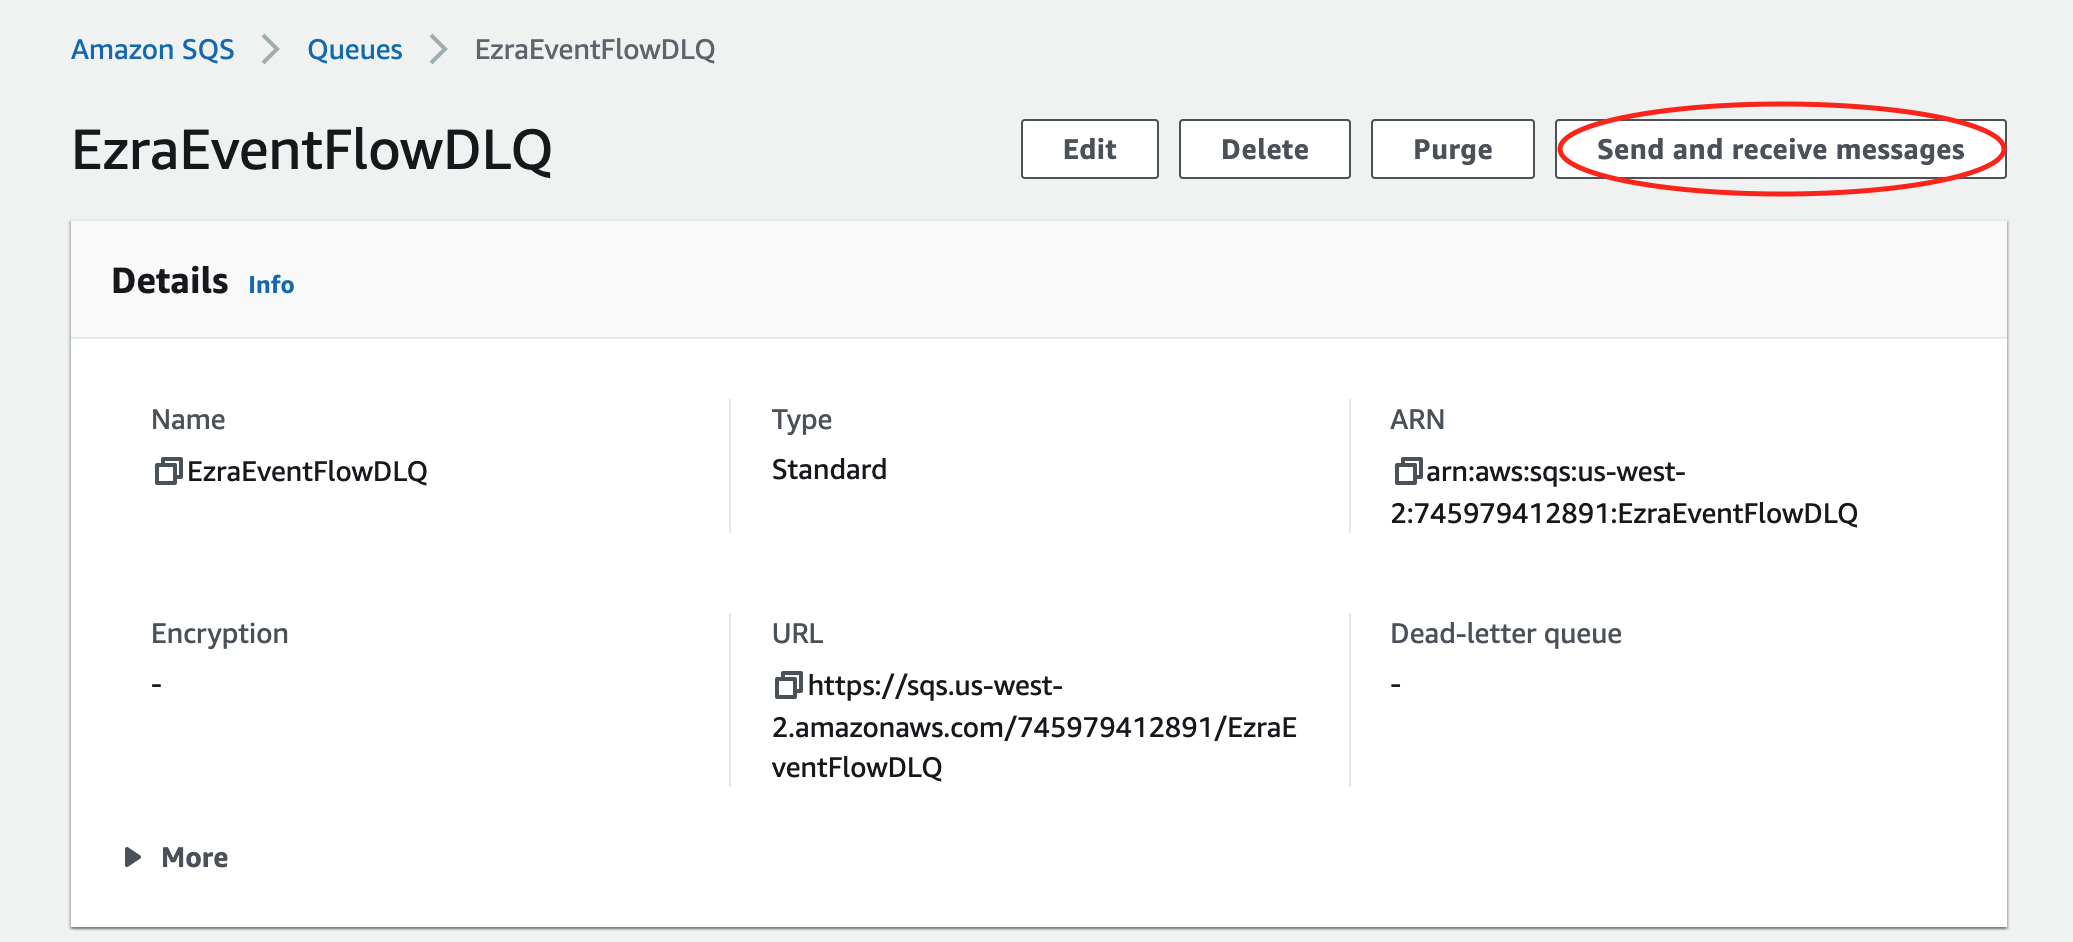 Amazon SQS > Queues > EzraEventFlowDLQ
EzraEventFlowDLQ
Edit
Delete
Purge
Send and receive messages
Details Info
Name
EzraEventFlowDLQ
Type
Standard
ARN
arn:aws:sqs:us-west-
2:745979412891:EzraEventFlowDLQ
Encryption
-
URL
https://sqs.us-west-
2.amazonaws.com/745979412891/EzraE
ventFlowDLQ
Dead-letter queue
-
More